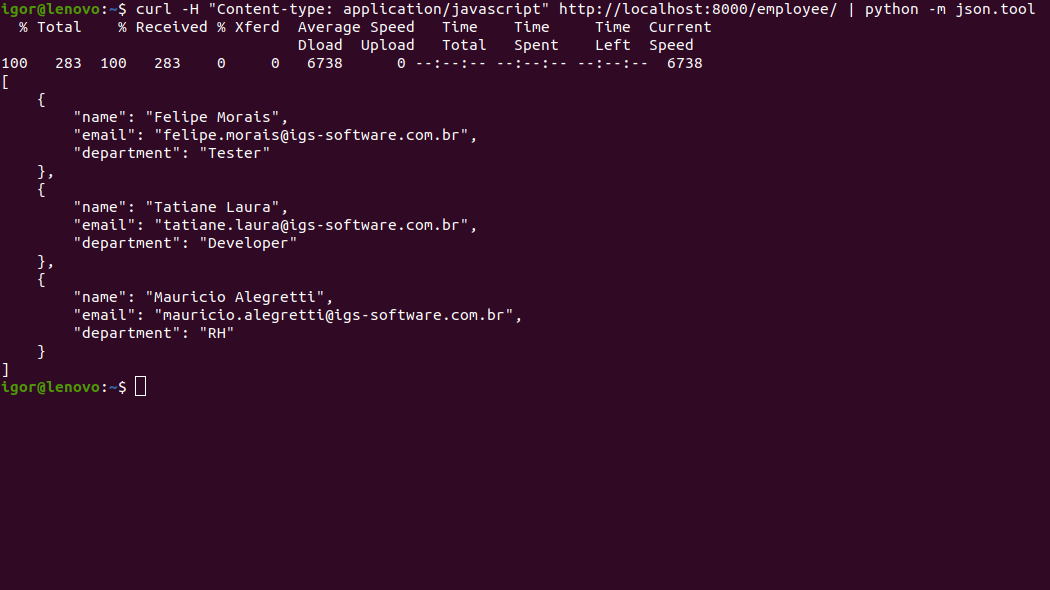 igor@lenovo:~$ curl -H "Content-type: application/javascript" http://localhost:8000/employee/ | python -m json.tool
  % Total    % Received % Xferd  Average Speed   Time    Time     Time  Current
                                 Dload  Upload   Total   Spent    Left  Speed
100   283  100   283    0     0   6738      0 --:--:-- --:--:-- --:--:--  6738
[
    {
        "name": "Felipe Morais",
        "email": "felipe.morais@igs-software.com.br",
        "department": "Tester"
    },
    {
        "name": "Tatiane Laura",
        "email": "tatiane.laura@igs-software.com.br",
        "department": "Developer"
    },
    {
        "name": "Mauricio Alegretti",
        "email": "mauricio.alegretti@igs-software.com.br",
        "department": "RH"
    }
]
igor@lenovo:~$